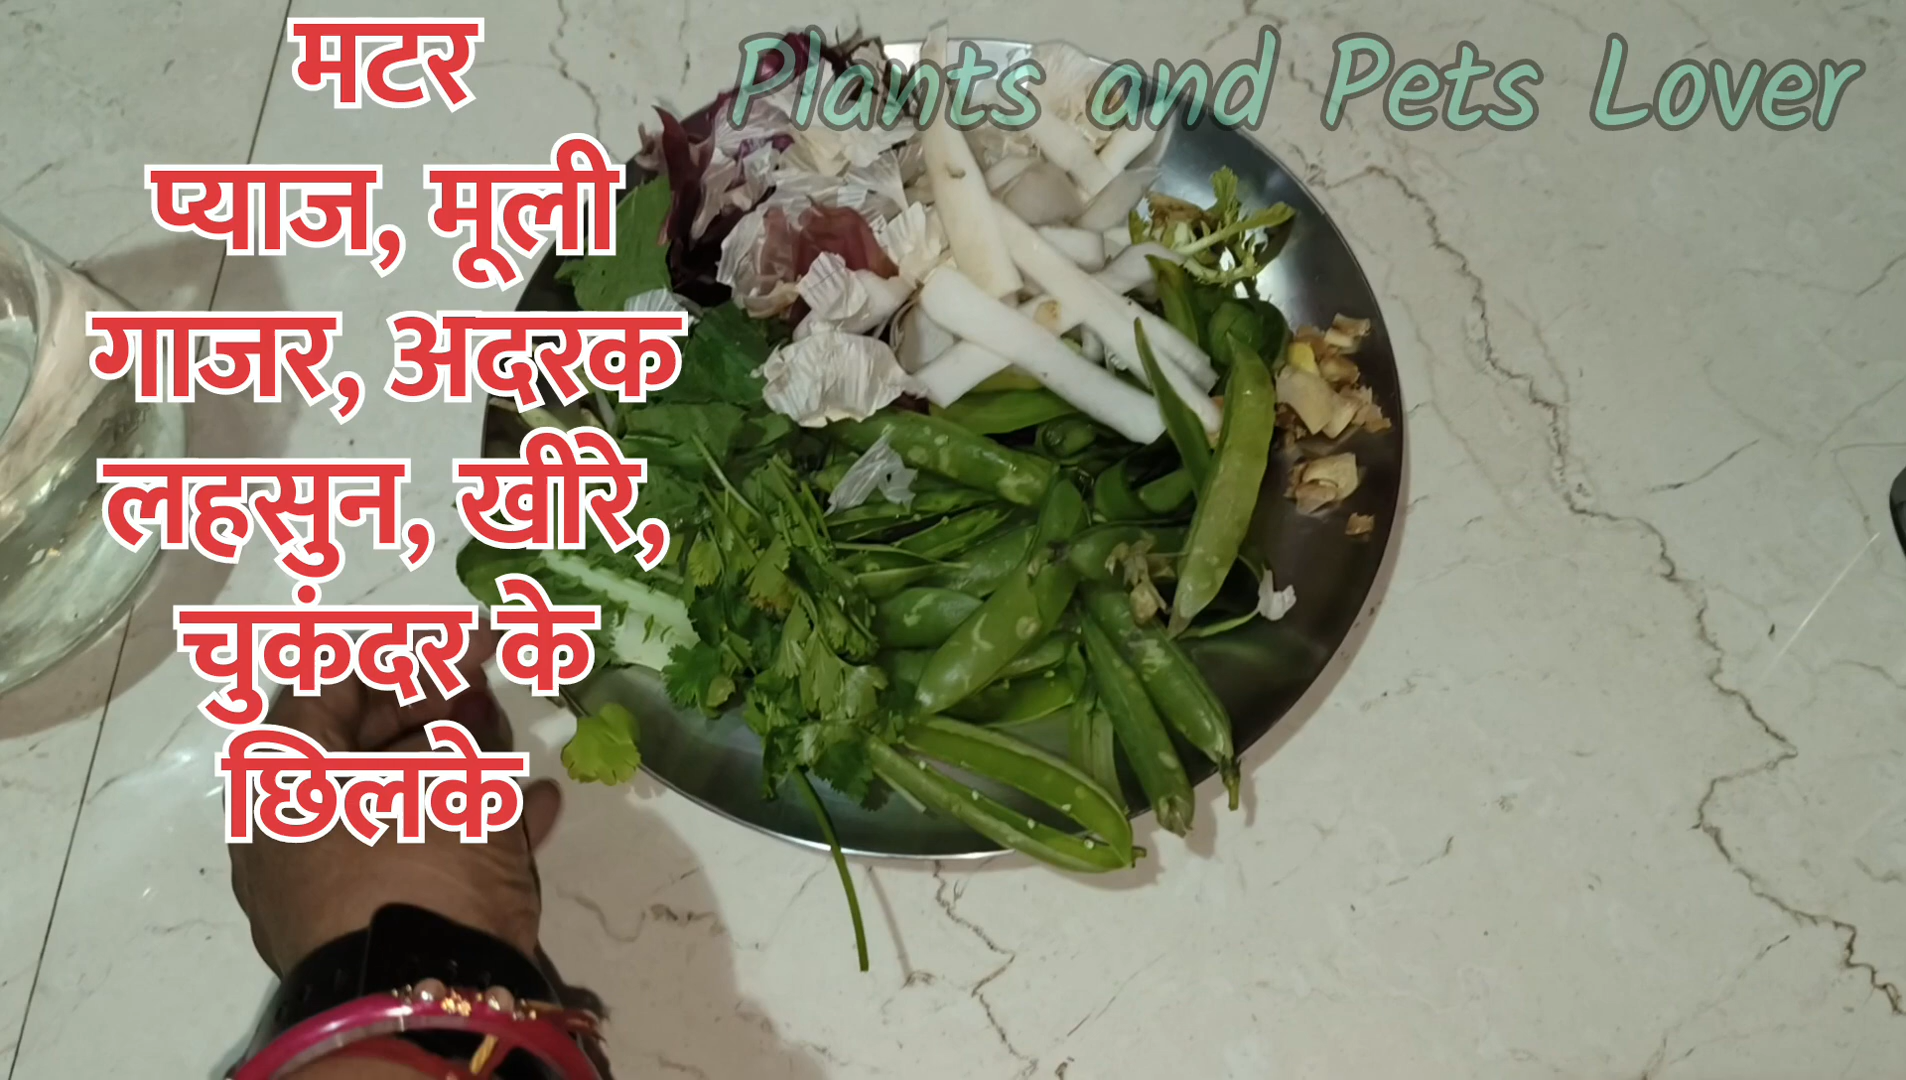 मटर
Plants and Pets Lover
प्याज, मूली
गाजर, अदरक
लहसुन, खीरे,
चुकंदर के
छिलके